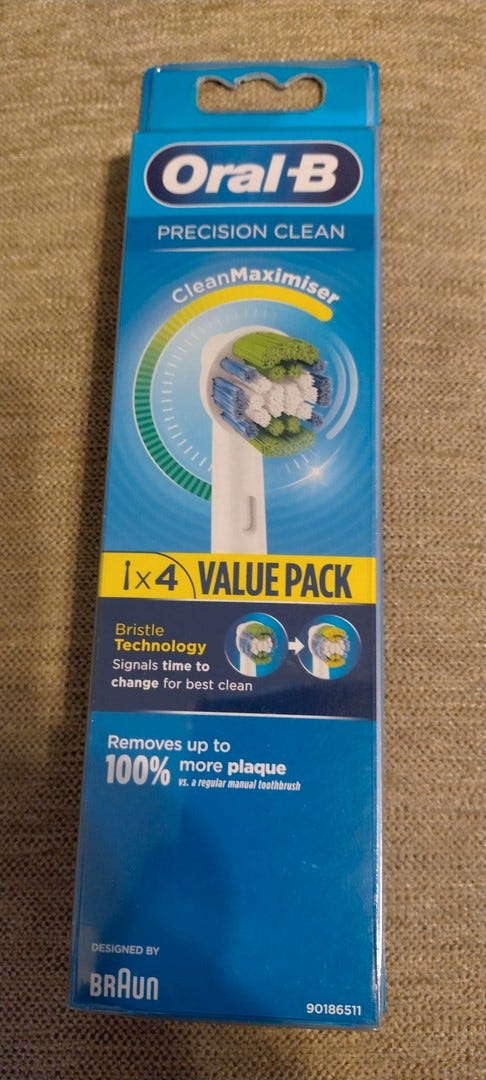 Oral-B
PRECISION CLEAN
CleanMaximiser
x4 VALUE PACK
Bristle
Technology
Signals time to
change for best clean
Removes up to
100% more plaque
vs. a regular manual toothbrush
DESIGNED BY
BRAUN
90186511